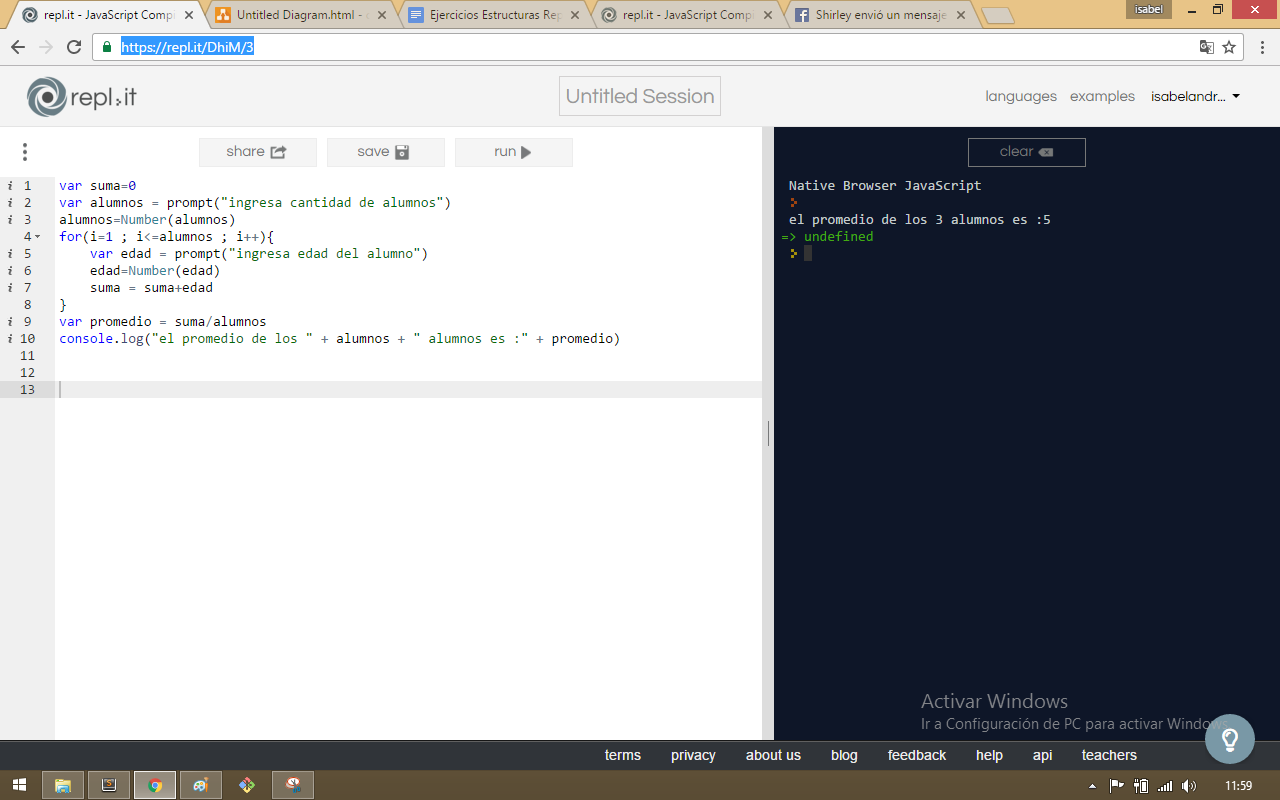 repl.it - JavaScript Comp
Untitled Diagram.html -
Ejercicios Estructuras Rep
repl.it - JavaScript Comp
Shirley envió un mensaje
isabel
https://repl.it/DhiM/3
repl.it
Untitled Session
languages examples isabelandr...
share save run
clear
1 var suma=0
2 var alumnos = prompt("ingresa cantidad de alumnos")
3 alumnos=Number(alumnos)
4 for(i=1 ; i<=alumnos ; i++){
5 var edad = prompt("ingresa edad del alumno")
6 edad=Number(edad)
7 suma = suma+edad
8 }
9 var promedio = suma/alumnos
10 console.log("el promedio de los " + alumnos + " alumnos es :" + promedio)
11
12
13
Native Browser JavaScript
el promedio de los 3 alumnos es :5
=> undefined
Activar Windows
Ir a Configuración de PC para activar Windows.
terms privacy about us blog feedback help api teachers
11:59